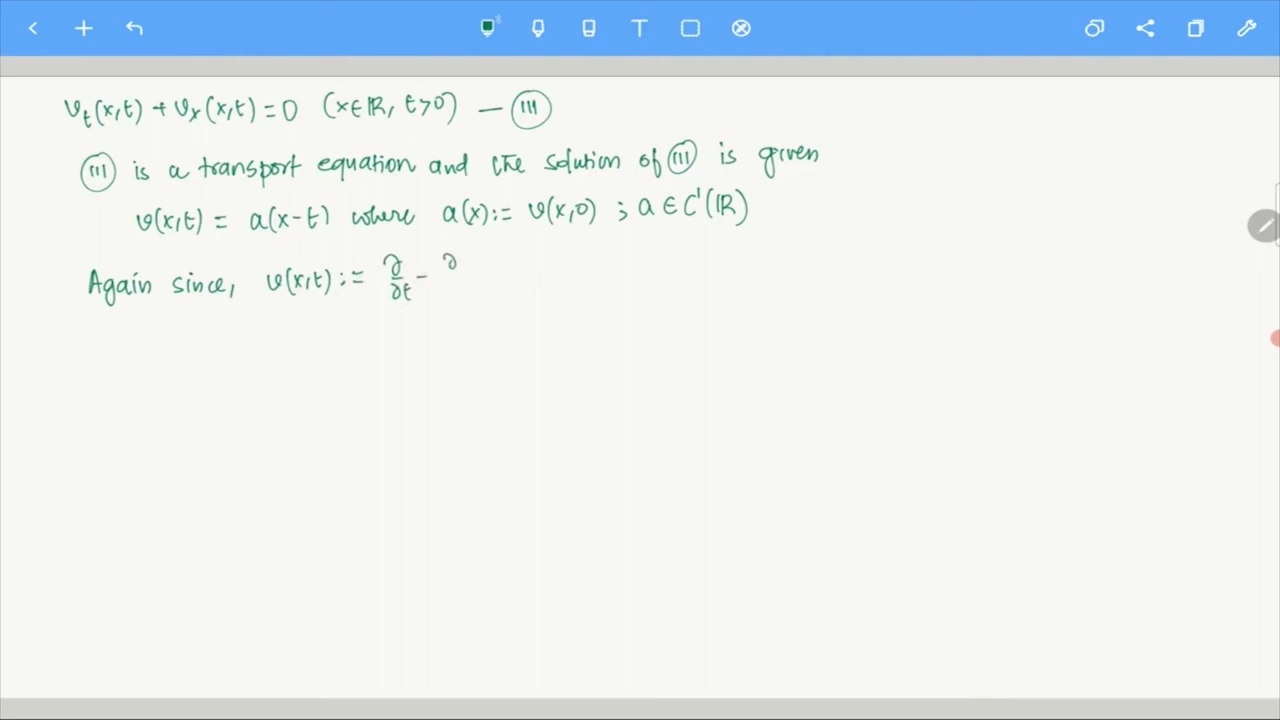 v_t(x,t) + v_x(x,t) = 0 (x∈ℝ, t>0) — (III)
(III) is a transport equation and the solution of (III) is given
v(x,t) = a(x-t) where a(x) := v(x,0) ; a ∈ C¹(ℝ)
Again since, v(x,t) := ∂/∂t - ∂